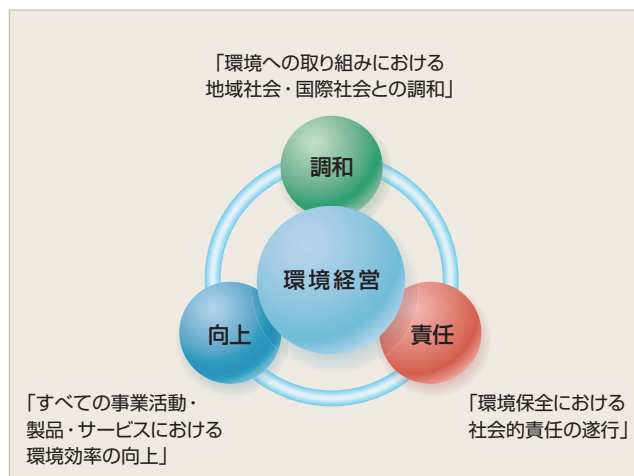 「環境への取り組みにおける
地域社会・国際社会との調和」
調和
環境経営
向上
責任
「すべての事業活動・
製品・サービスにおける
環境効率の向上」
「環境保全における
社会的責任の遂行」